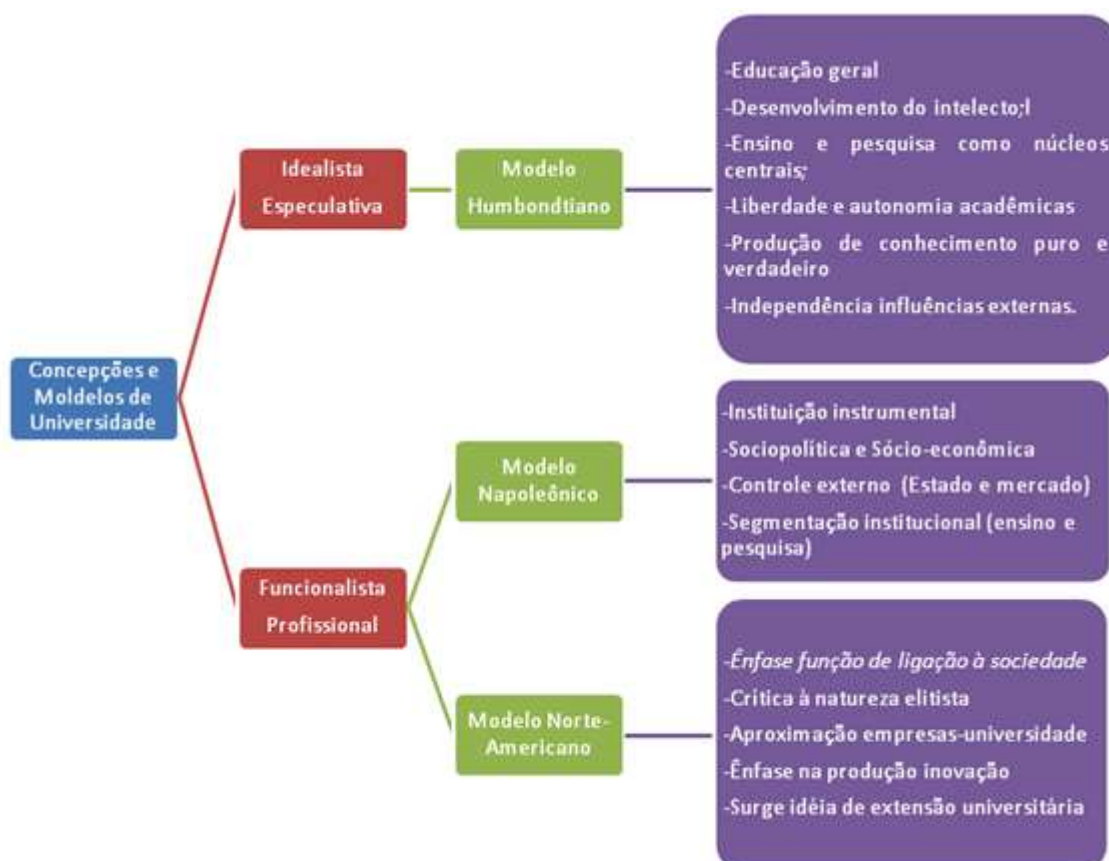 Concepções e
Moldelos de
Universidade
Idealista
Especulativa
Modelo
Humbondtiano
-Educação geral
-Desenvolvimento do intelecto;l
-Ensino e pesquisa como núcleos
centrais;
-Liberdade e autonomia acadêmicas
-Produção de conhecimento puro e
verdadeiro
-Independência influências externas.
Funcionalista
Profissional
Modelo
Napoleônico
-Instituição instrumental
-Sociopolítica e Sócio-econômica
-Controle externo (Estado e mercado)
-Segmentação institucional (ensino e
pesquisa)
Modelo Norte-
Americano
-Ênfase função de ligação à sociedade
-Crítica à natureza elitista
-Aproximação empresas-universidade
-Ênfase na produção inovação
-Surge idéia de extensão universitária